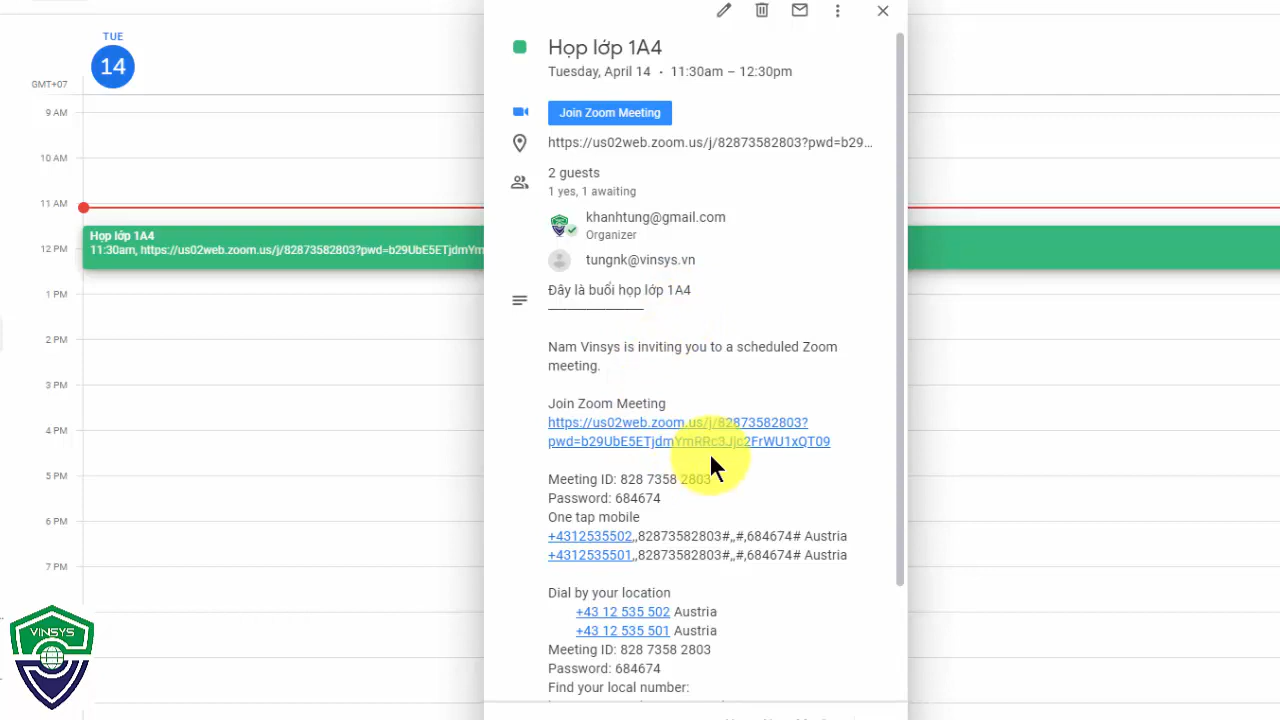 TUE
14
GMT+07
9 AM
10 AM
11 AM
12 PM
1 PM
2 PM
3 PM
4 PM
5 PM
6 PM
7 PM
Họp lớp 1A4
11:30am, https://us02web.zoom.us/j/82873582803?pwd=b29UbE5ETjdmYm
Họp lớp 1A4
Tuesday, April 14 • 11:30am – 12:30pm
Join Zoom Meeting
https://us02web.zoom.us/j/82873582803?pwd=b29...
2 guests
1 yes, 1 awaiting
khanhtung@gmail.com
Organizer
tungnk@vinsys.vn
Đây là buổi họp lớp 1A4
Nam Vinsys is inviting you to a scheduled Zoom
meeting.
Join Zoom Meeting
https://us02web.zoom.us/j/82873582803?
pwd=b29UbE5ETjdmYmRRc3Jjc2FrWU1xQT09
Meeting ID: 828 7358 2803
Password: 684674
One tap mobile
+4312535502,,82873582803#,,#,684674# Austria
+4312535501,,82873582803#,,#,684674# Austria
Dial by your location
+43 12 535 502 Austria
+43 12 535 501 Austria
Meeting ID: 828 7358 2803
Password: 684674
Find your local number:
VINSYS